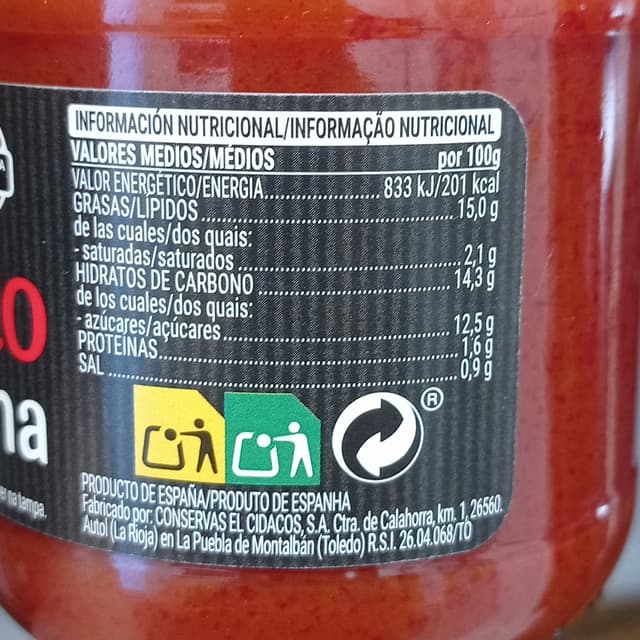 INFORMACIÓN NUTRICIONAL/INFORMAÇÃO NUTRICIONAL
VALORES MEDIOS/MÉDIOS por 100g
VALOR ENERGÉTICO/ENERGIA 833 kJ/201 kcal
GRASAS/LÍPIDOS 15,0 g
de las cuales/dos quais:
- saturadas/saturados 2,1 g
HIDRATOS DE CARBONO 14,3 g
de los cuales/dos quais:
- azúcares/açúcares 12,5 g
PROTEÍNAS 1,6 g
SAL 0,9 g
®
na tampa.
PRODUCTO DE ESPAÑA/PRODUTO DE ESPANHA
Fabricado por: CONSERVAS EL CIDACOS, S.A. Ctra. de Calahorra, km. 1, 26560.
Autol (La Rioja) en La Puebla de Montalbán (Toledo) R.S.I. 26.04.068/TO